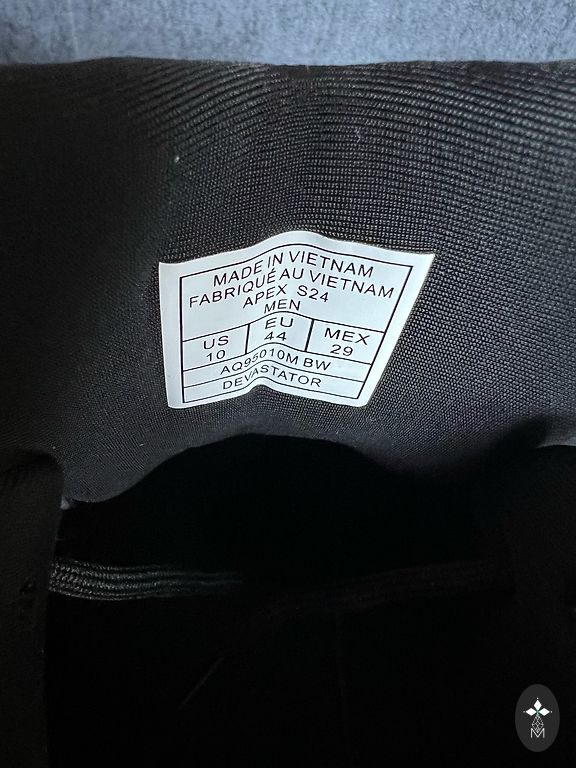 MADE IN VIETNAM
FABRIQUÉ AU VIETNAM
APEX S24
MEN
US EU MEX
10 44 29
AQ95010M BW
DEVASTATOR